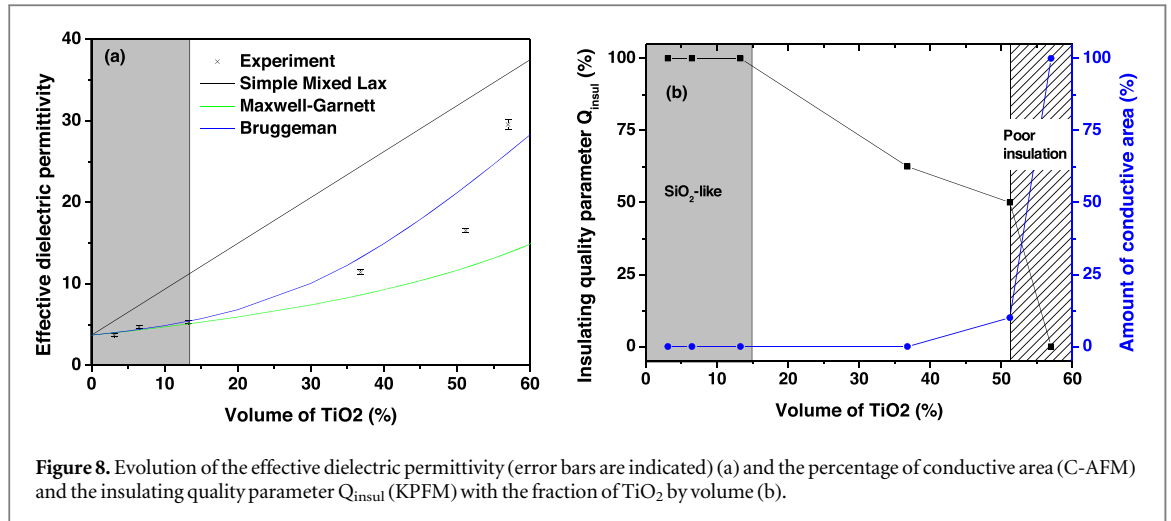 (a)
Experiment
Simple Mixed Lax
Maxwell-Garnett
Bruggeman
Effective dielectric permittivity
40
30
20
10
0
0 10 20 30 40 50 60
Volume of TiO2 (%)
(b)
Insulating quality parameter Q_insul (%)
100
75
50
25
0
SiO₂-like
Poor
insulation
100
75
50
25
0
Amount of conductive area (%)
0 10 20 30 40 50 60
Volume of TiO2 (%)
Figure 8. Evolution of the effective dielectric permittivity (error bars are indicated) (a) and the percentage of conductive area (C-AFM)
and the insulating quality parameter Q_insul (KPFM) with the fraction of TiO₂ by volume (b).